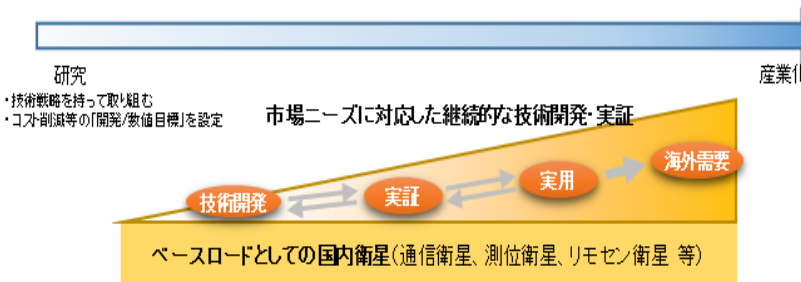 研究
産業化
・技術戦略を持って取り組む
・コスト削減等の「開発/数値目標」を設定
市場ニーズに対応した継続的な技術開発・実証
技術開発
実証
実用
海外需要
ベースロードとしての国内衛星(通信衛星、測位衛星、リモセン衛星 等)